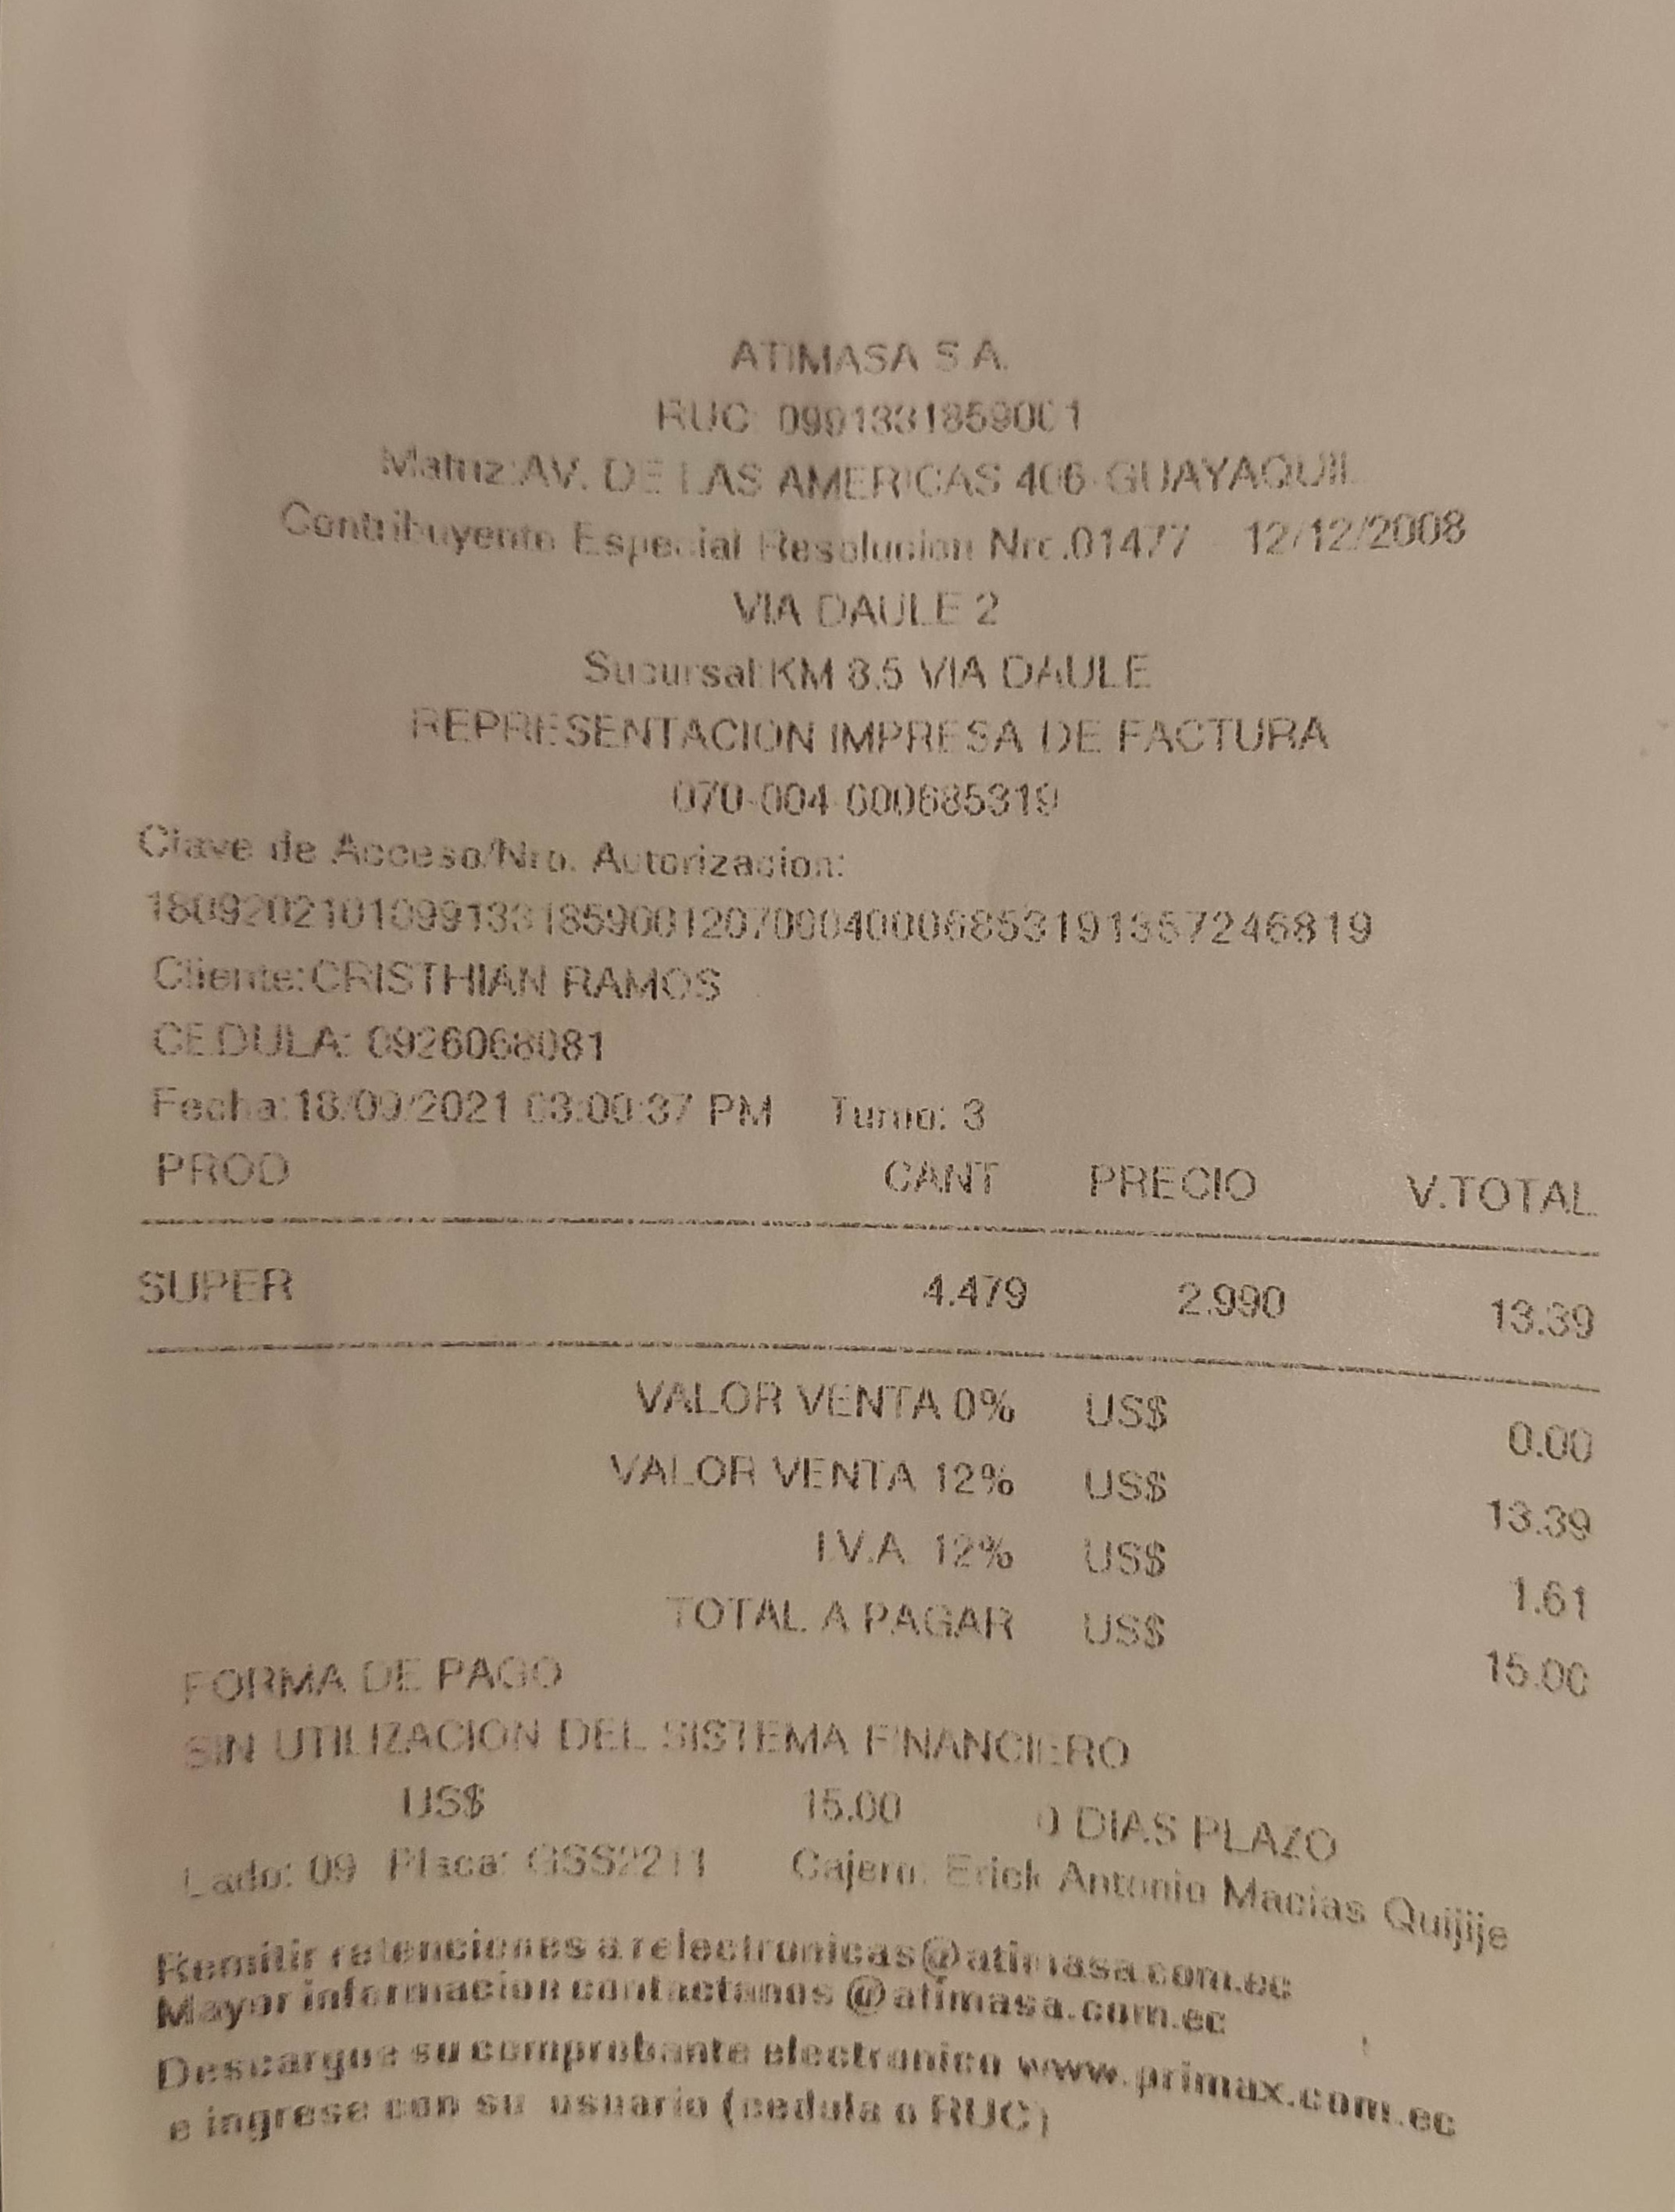 ATIMASA S.A.
RUC: 0991331859001
Matriz:AV. DE LAS AMERICAS 406-GUAYAQUIL
Contribuyente Especial Resolucion Nro.01477 - 12/12/2008
VIA DAULE 2
Sucursal:KM 8.5 VIA DAULE
REPRESENTACION IMPRESA DE FACTURA
070-004-000685319
Clave de Acceso/Nro. Autorizacion:
1809202101099133185900120700040006853191357246819
Cliente:CRISTHIAN RAMOS
CEDULA: 0926068081
Fecha:18/09/2021 03:00:37 PM Turno: 3
PROD CANT PRECIO V.TOTAL
SUPER 4.479 2.990 13.39
VALOR VENTA 0% US$ 0.00
VALOR VENTA 12% US$ 13.39
I.V.A. 12% US$ 1.61
TOTAL A PAGAR US$ 15.00
FORMA DE PAGO
SIN UTILIZACION DEL SISTEMA FINANCIERO
US$ 15.00 0 DIAS PLAZO
Lado: 09 Placa: GSS2211 Cajero: Erick Antonio Macias Quijije
Remitir retenciones a relectronicas@atimasa.com.ec
Mayor informacion contactanos @atimasa.com.ec
Descargue su comprobante electronico www.primax.com.ec
e ingrese con su usuario (cedula o RUC)